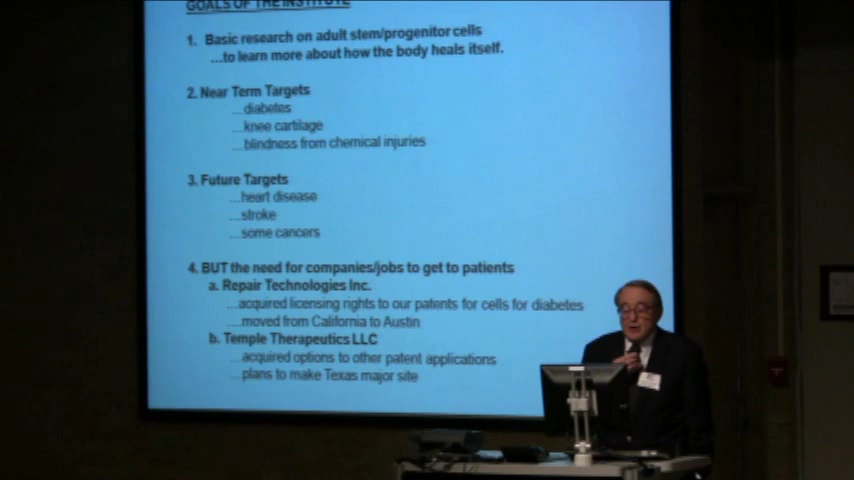 GOALS OF THE INSTITUTE
1. Basic research on adult stem/progenitor cells
...to learn more about how the body heals itself.
2. Near Term Targets
...diabetes
...knee cartilage
...blindness from chemical injuries
3. Future Targets
...heart disease
...stroke
...some cancers
4. BUT the need for companies/jobs to get to patients
a. Repair Technologies Inc.
...acquired licensing rights to our patents for cells for diabetes
....moved from California to Austin
b. Temple Therapeutics LLC
...acquired options to other patent applications
...plans to make Texas major site